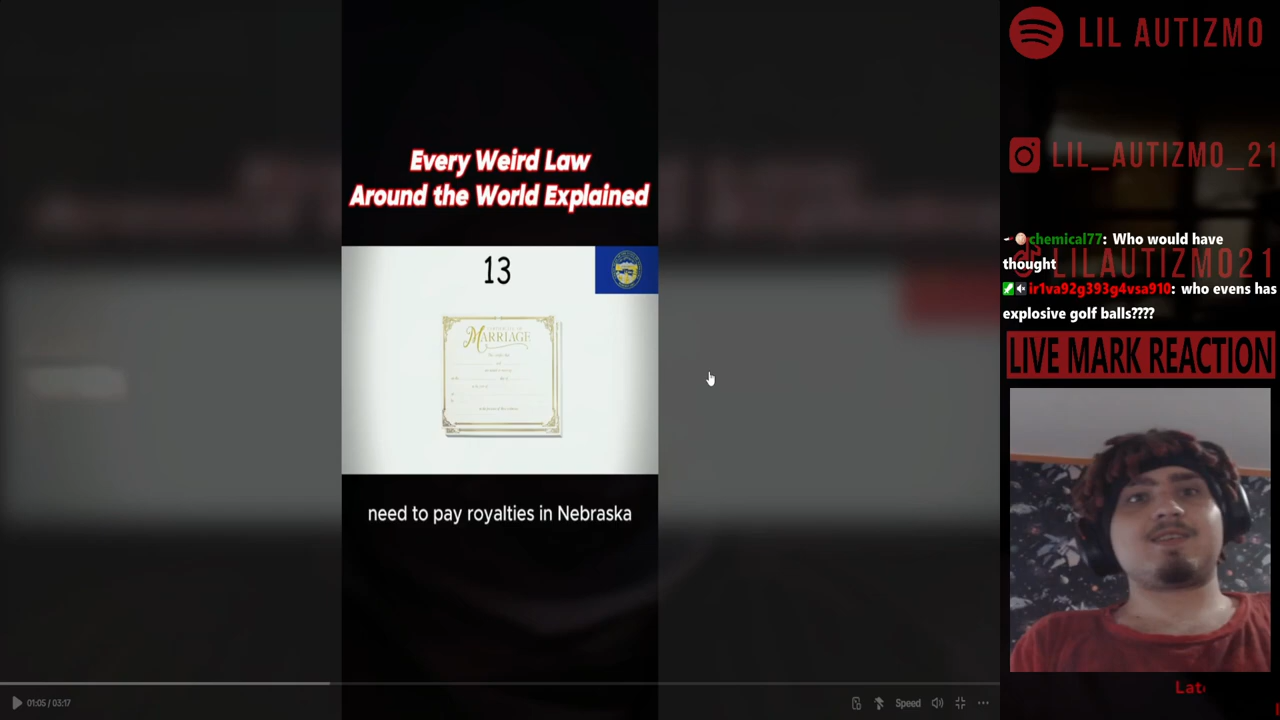 Every Weird Law
Around the World Explained
13
MARRIAGE
need to pay royalties in Nebraska
01:05 / 03:17
Speed
LIL AUTIZMO
LIL_AUTIZMO_21
LILAUTIZMO21
chemical77: Who would have
thought
ir1va92g393g4vsa910: who evens has
explosive golf balls????
LIVE MARK REACTION
Lat